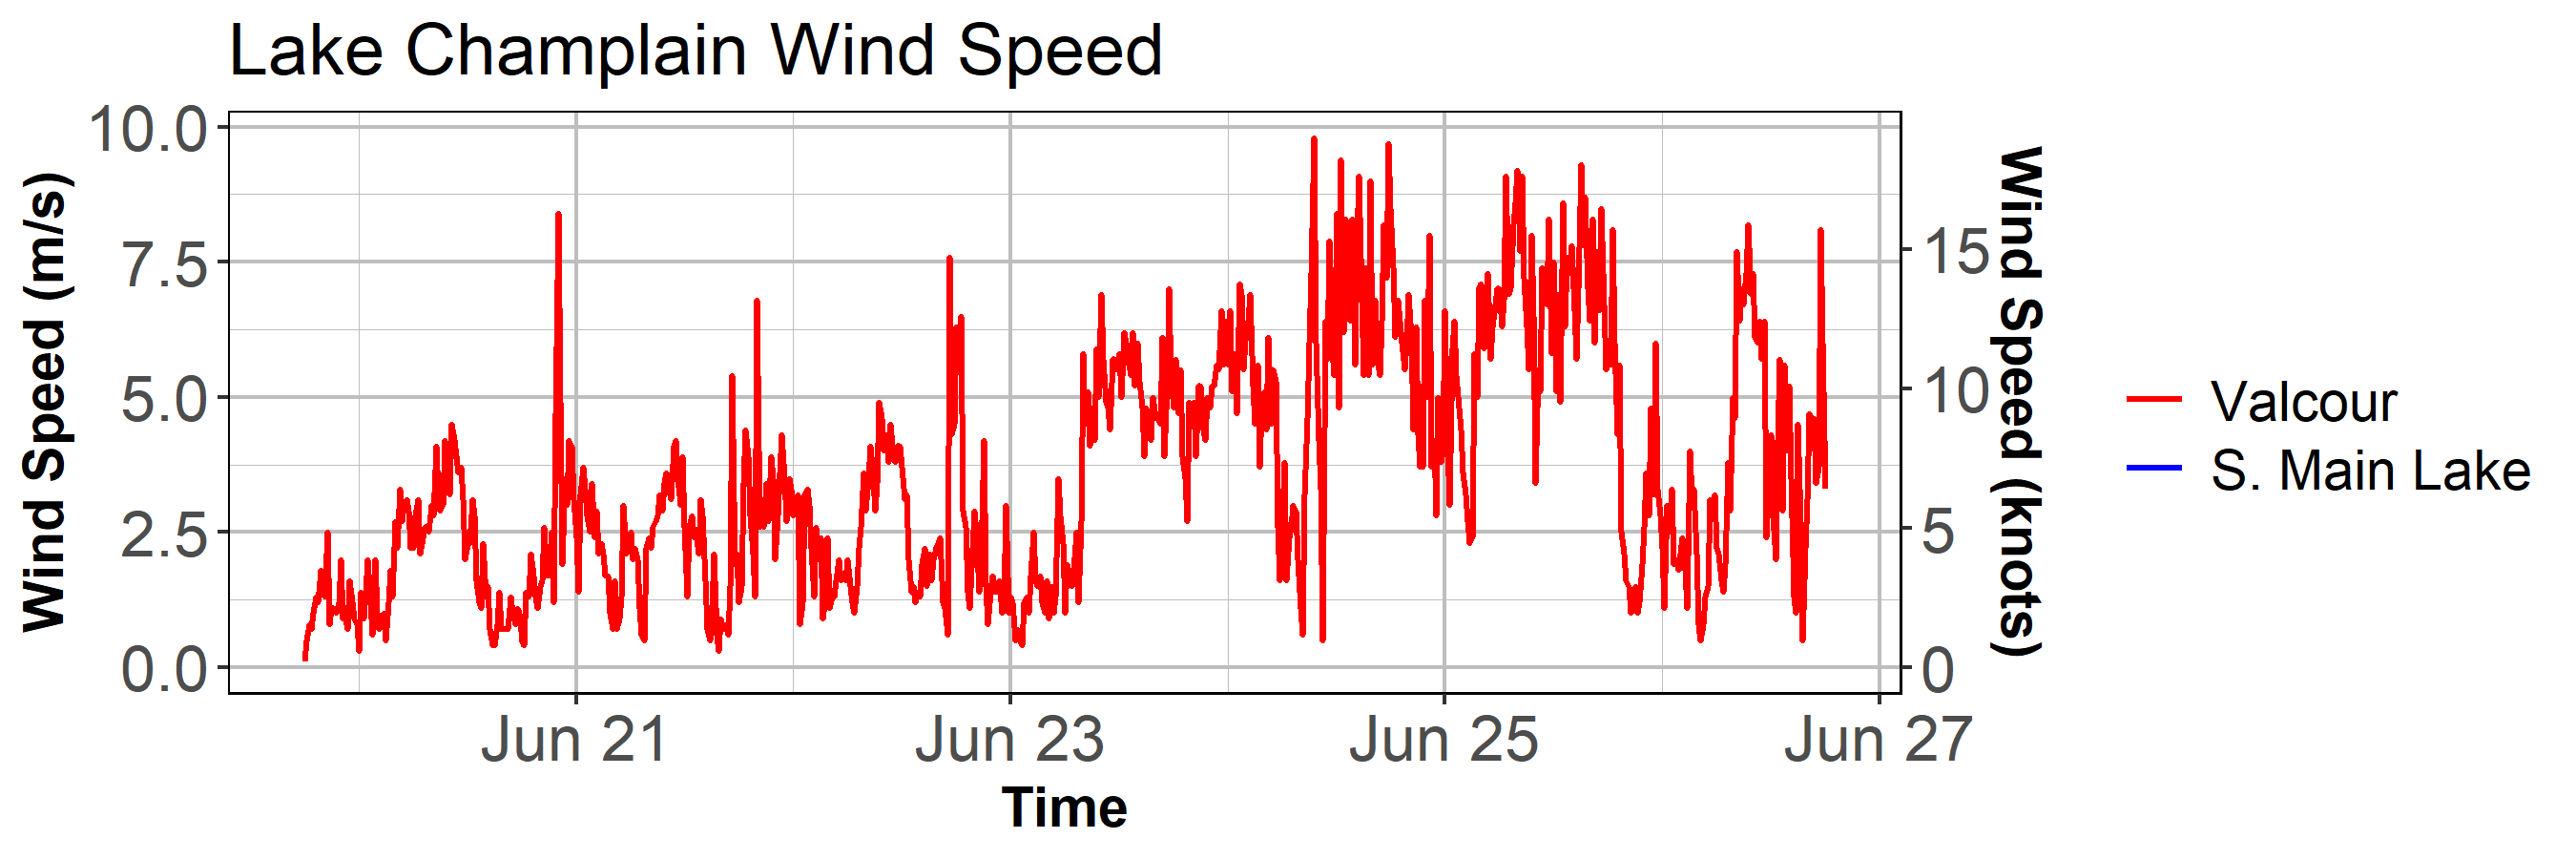 Lake Champlain Wind Speed
Wind Speed (m/s)
10.0
7.5
5.0
2.5
0.0
15
10
5
0
Wind Speed (knots)
Jun 21
Jun 23
Jun 25
Jun 27
Time
Valcour
S. Main Lake